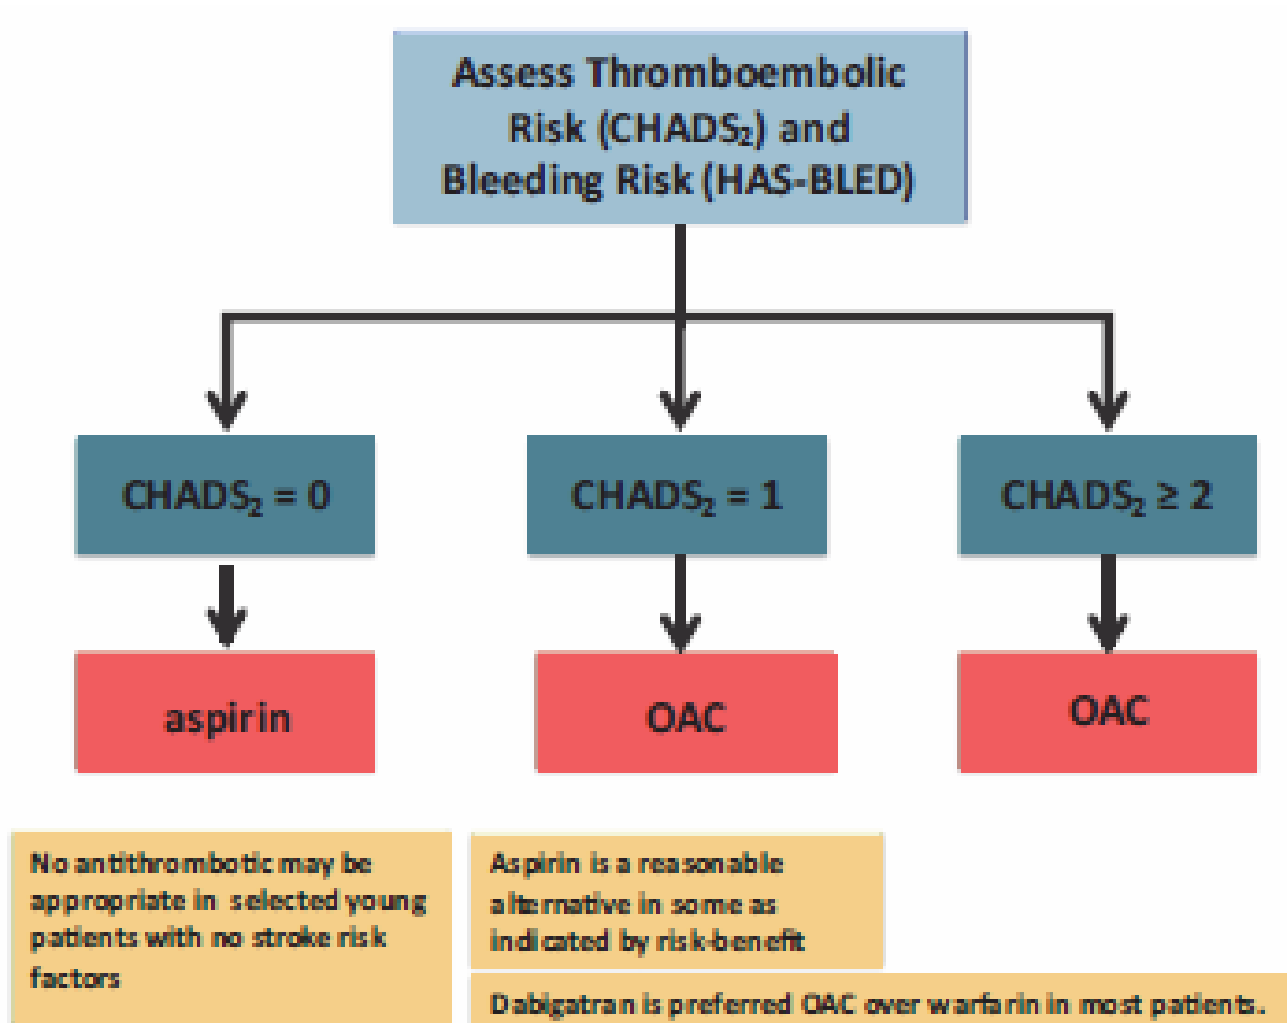 Assess Thromboembolic
Risk (CHADS₂) and
Bleeding Risk (HAS-BLED)
CHADS₂ = 0
CHADS₂ = 1
CHADS₂ ≥ 2
aspirin
OAC
OAC
No antithrombotic may be
appropriate in selected young
patients with no stroke risk
factors
Aspirin is a reasonable
alternative in some as
indicated by risk-benefit
Dabigatran is preferred OAC over warfarin in most patients.